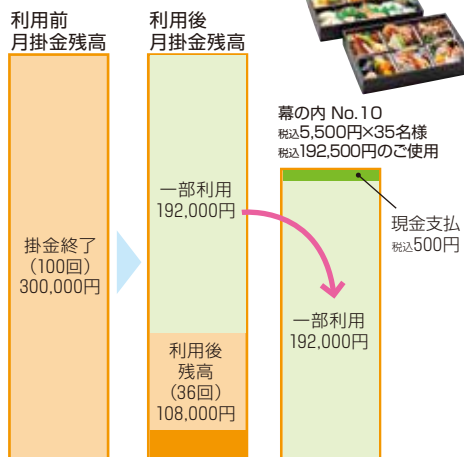 利用前
月掛金残高
利用後
月掛金残高
幕の内 No.10
税込5,500円×35名様
税込192,500円のご使用
掛金終了
(100回)
300,000円
一部利用
192,000円
利用後
残高
(36回)
108,000円
現金支払
税込500円
一部利用
192,000円